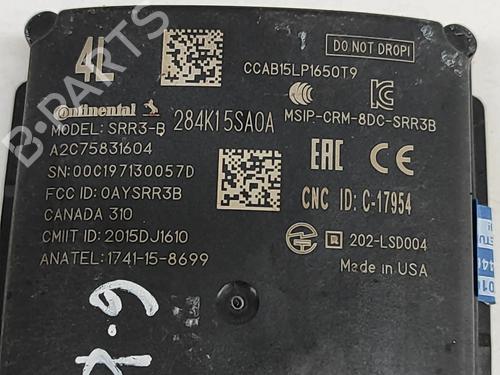 4L
DO NOT DROP!
CCAB15LP1650T9
Continental
MODEL: SRR3-B
284K15SA0A
MSIP-CRM-8DC-SRR3B
A2C75831604
SN:00C197130057D
EAC CE
FCC ID: OAYSRR3B
CNC ID: C-17954
CANADA 310
CMIIT ID: 2015DJ1610
R 202-LSD004
ANATEL: 1741-15-8699
Made in USA
B-PARTS